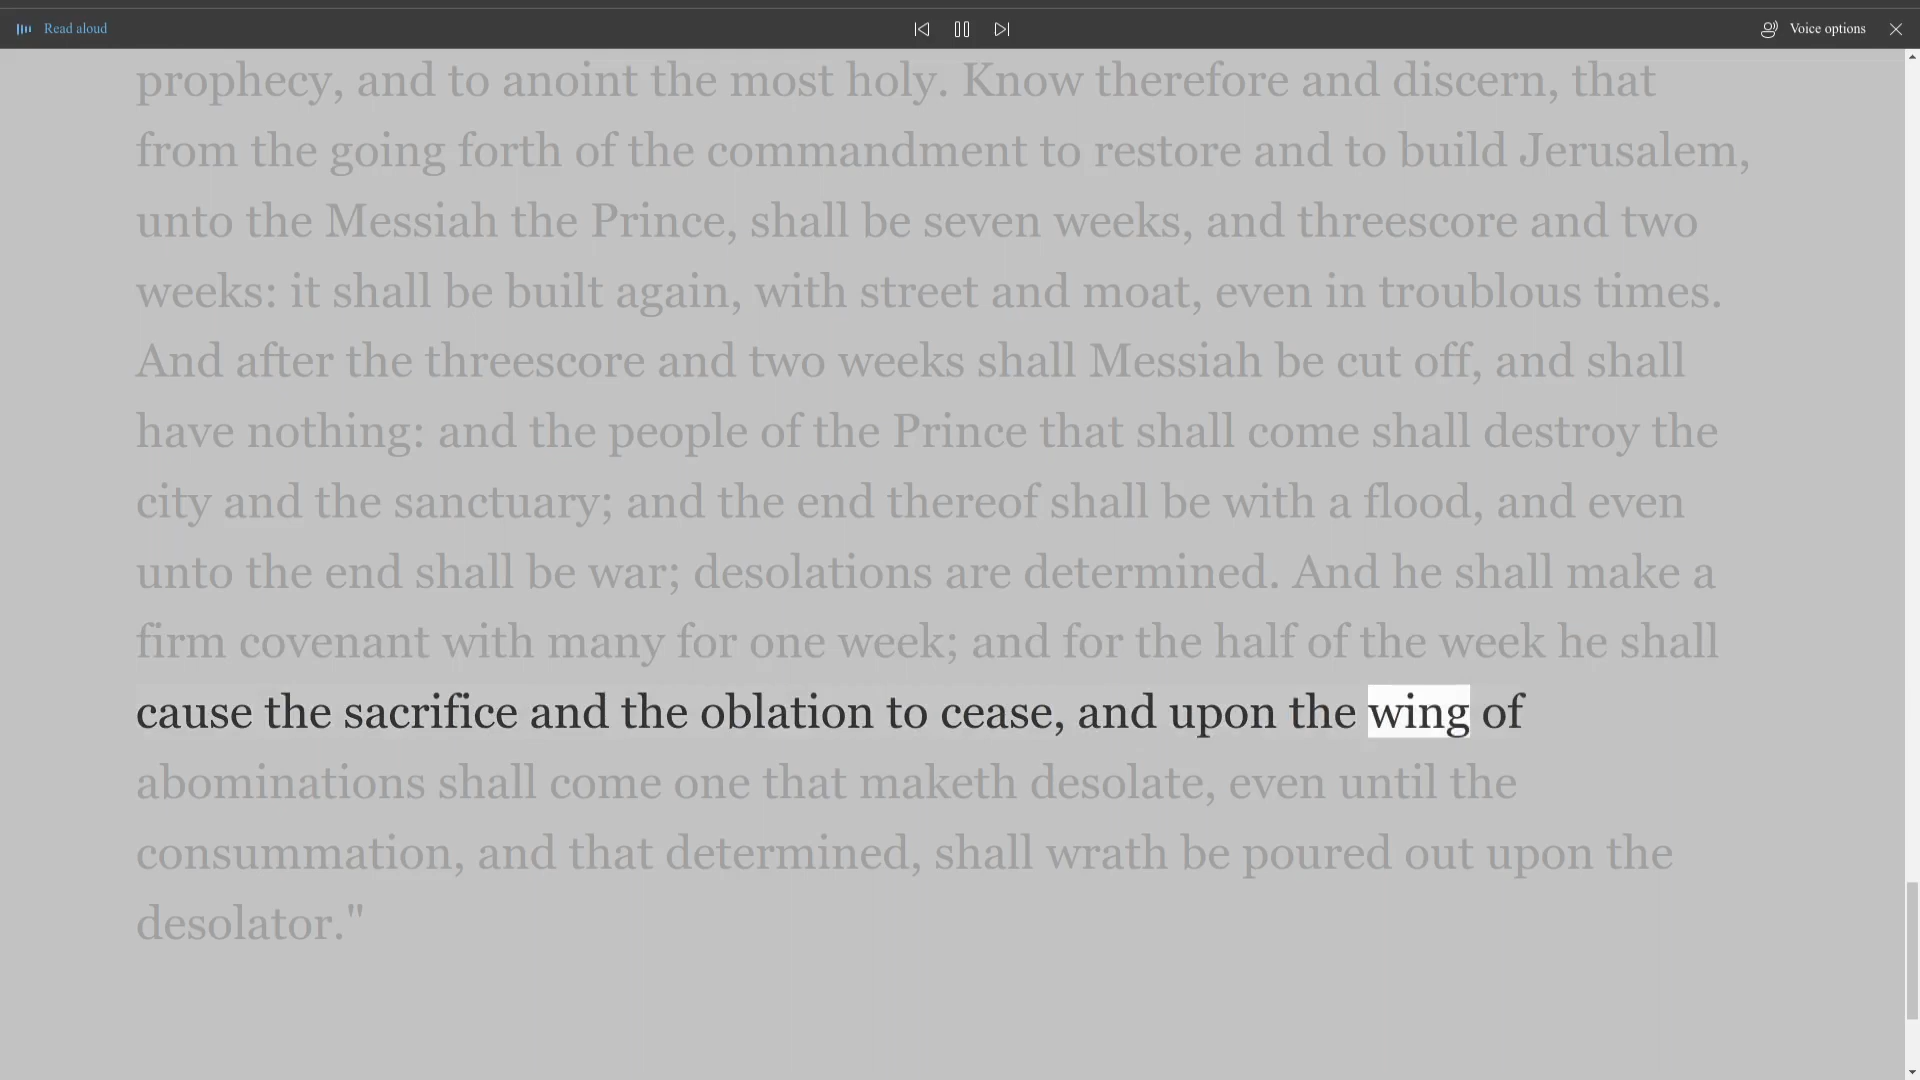 Read aloud
Voice options
prophecy, and to anoint the most holy. Know therefore and discern, that
from the going forth of the commandment to restore and to build Jerusalem,
unto the Messiah the Prince, shall be seven weeks, and threescore and two
weeks: it shall be built again, with street and moat, even in troublous times.
And after the threescore and two weeks shall Messiah be cut off, and shall
have nothing: and the people of the Prince that shall come shall destroy the
city and the sanctuary; and the end thereof shall be with a flood, and even
unto the end shall be war; desolations are determined. And he shall make a
firm covenant with many for one week; and for the half of the week he shall
cause the sacrifice and the oblation to cease, and upon the wing of
abominations shall come one that maketh desolate, even until the
consummation, and that determined, shall wrath be poured out upon the
desolator."